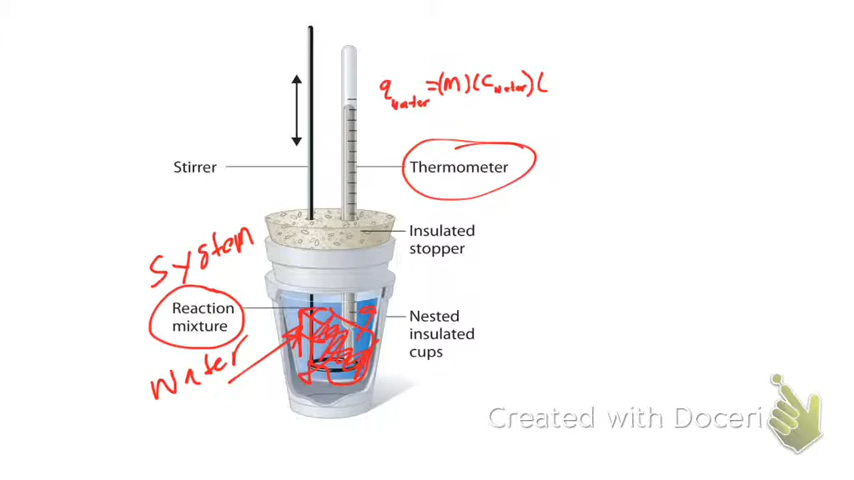 q water = (m) (c water) (
Stirrer
Thermometer
System
Insulated
stopper
Reaction
mixture
Nested
insulated
cups
Water
Created with Doceri